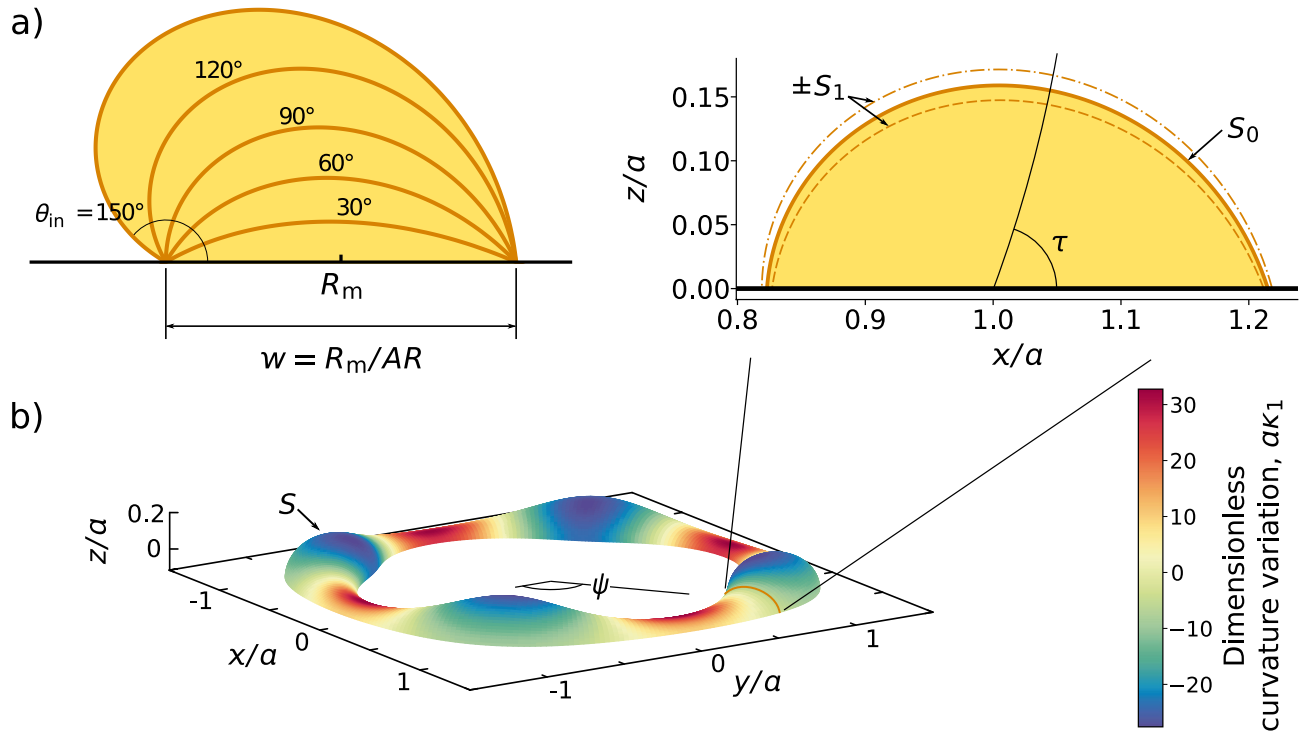 a)
120°
90°
60°
30°
θin =150°
Rm
w = Rm/AR
z/a
0.15
0.10
0.05
0.00
±S1
S0
τ
0.8
0.9
1.0
1.1
1.2
x/a
b)
S
z/a
0.2
0
ψ
-1
0
1
x/a
-1
0
1
y/a
30
20
10
0
−10
−20
Dimensionless
curvature variation, aκ1